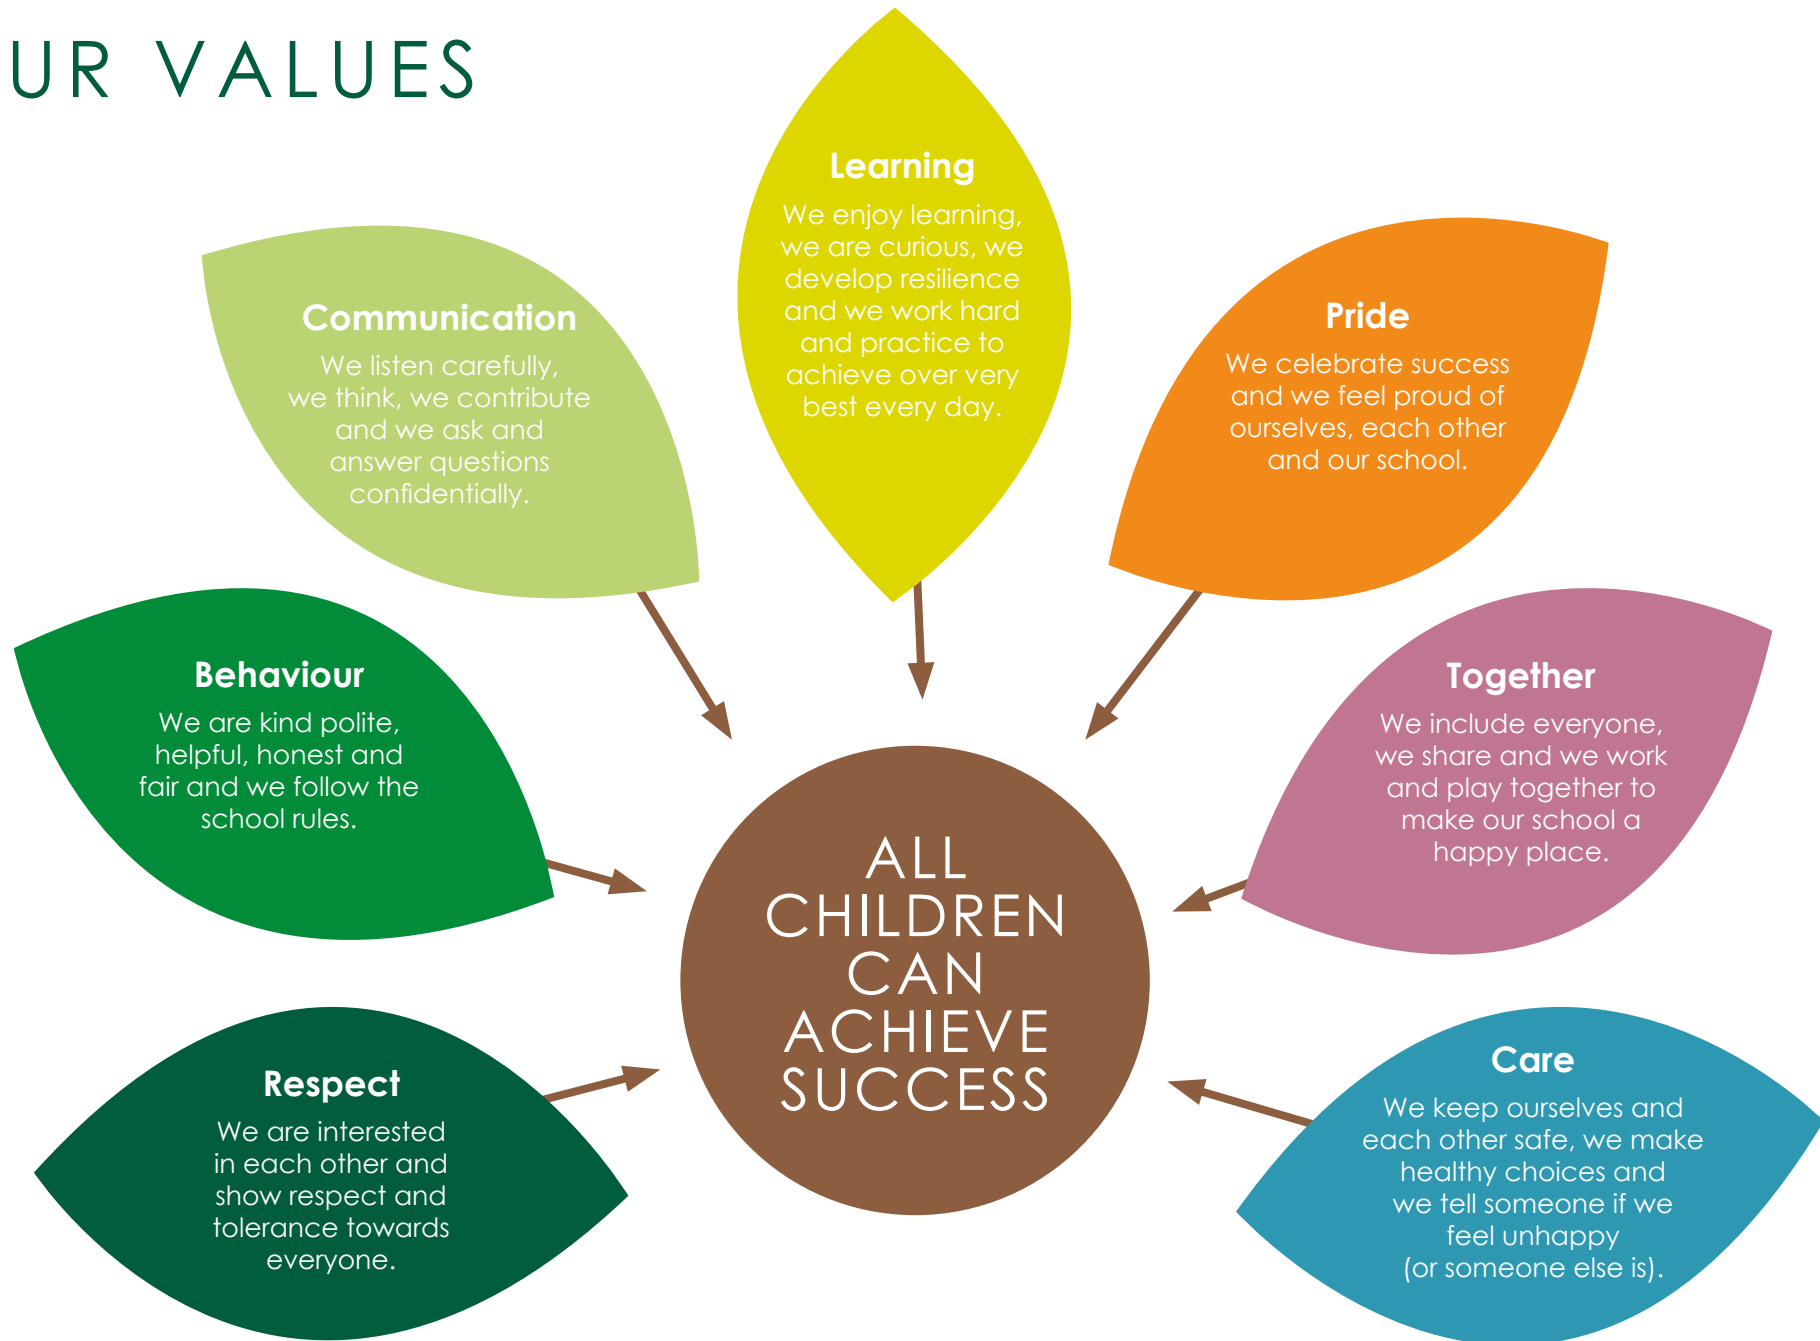 UR VALUES
Learning
We enjoy learning,
we are curious, we
develop resilience
and we work hard
and practice to
achieve over very
best every day.
Communication
We listen carefully,
we think, we contribute
and we ask and
answer questions
confidentially.
Pride
We celebrate success
and we feel proud of
ourselves, each other
and our school.
Behaviour
We are kind polite,
helpful, honest and
fair and we follow the
school rules.
Together
We include everyone,
we share and we work
and play together to
make our school a
happy place.
ALL
CHILDREN
CAN
ACHIEVE
SUCCESS
Respect
We are interested
in each other and
show respect and
tolerance towards
everyone.
Care
We keep ourselves and
each other safe, we make
healthy choices and
we tell someone if we
feel unhappy
(or someone else is).